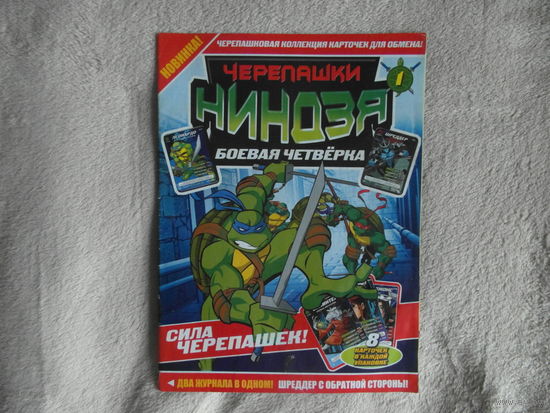 НОВИНКА!
ЧЕРЕПАШКОВАЯ КОЛЛЕКЦИЯ КАРТОЧЕК ДЛЯ ОБМЕНА!
ЧЕРЕПАШКИ
НИНДЗЯ
1
БОЕВАЯ ЧЕТВЁРКА
ШРЕДДЕР
СИЛА
ЧЕРЕПАШЕК!
8
КАРТОЧЕК
В КАЖДОЙ
УПАКОВКЕ
ДВА ЖУРНАЛА В ОДНОМ! ШРЕДДЕР С ОБРАТНОЙ СТОРОНЫ!